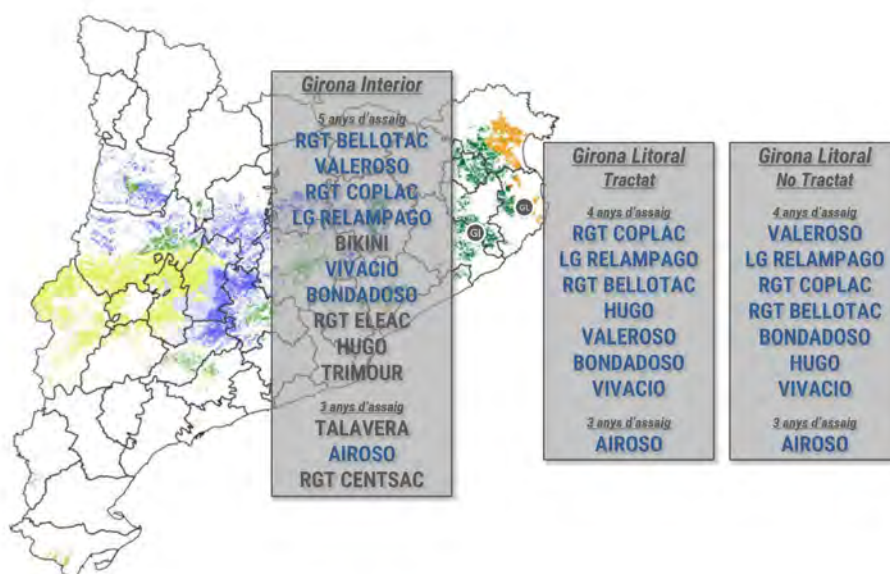 Girona Interior
5 anys d'assaig
RGT BELLOTAC
VALEROSO
RGT COPLAC
LG RELAMPAGO
BIKINI
VIVACIO
BONDADOSO
RGT ELEAC
HUGO
TRIMOUR
3 anys d'assaig
TALAVERA
AIROSO
RGT CENTSAC
GI
GL
Girona Litoral
Tractat
4 anys d'assaig
RGT COPLAC
LG RELAMPAGO
RGT BELLOTAC
HUGO
VALEROSO
BONDADOSO
VIVACIO
3 anys d'assaig
AIROSO
Girona Litoral
No Tractat
4 anys d'assaig
VALEROSO
LG RELAMPAGO
RGT COPLAC
RGT BELLOTAC
BONDADOSO
HUGO
VIVACIO
3 anys d'assaig
AIROSO